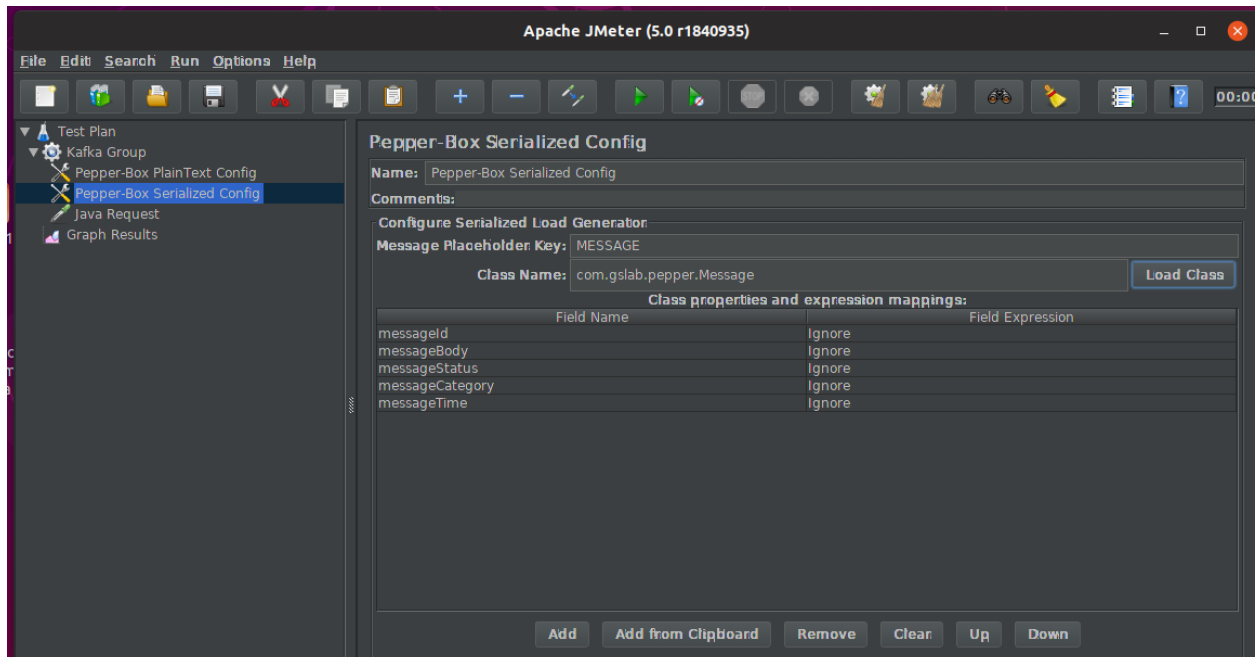 Apache JMeter (5.0 r1840935)
File Edit Search Run Options Help
STOP
?
00:00
Test Plan
Kafka Group
Pepper-Box PlainText Config
Pepper-Box Serialized Config
Java Request
Graph Results
Pepper-Box Serialized Config
Name: Pepper-Box Serialized Config
Comments:
Configure Serialized Load Generator
Message Placeholder Key: MESSAGE
Class Name: com.gslab.pepper.Message Load Class
Class properties and expression mappings:
Field Name Field Expression
messageId Ignore
messageBody Ignore
messageStatus Ignore
messageCategory Ignore
messageTime Ignore
Add Add from Clipboard Remove Clear Up Down